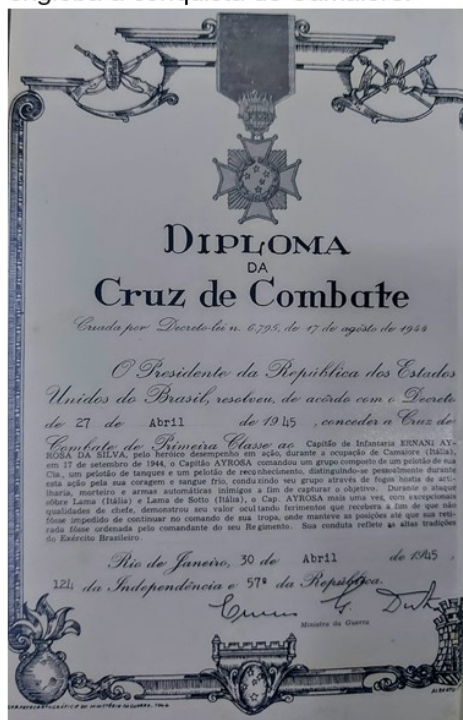 DIPLOMA
DA
Cruz de Combate
Criada por Decreto-lei n. 6.795, de 17 de agôsto de 1944
O Presidente da República dos Estados
Unidos do Brasil, resolveu, de acôrdo com o Decreto
de 27 de Abril de 1945, conceder a Cruz de
Combate de Primeira Classe ao Capitão de Infantaria ERNANI AY-
ROSA DA SILVA, pelo heróico desempenho em ação, durante a ocupação de Camaiore (Itália),
em 17 de setembro de 1944, o Capitão AYROSA comandou um grupo composto de um pelotão de sua
Cia., um pelotão de tanques e um pelotão de reconhecimento, distinguindo-se pessoalmente durante
esta ação pela sua coragem e sangue frio, conduzindo seu grupo através de fogos hostis de arti-
lharia, morteiro e armas automáticas inimigos a fim de capturar o objetivo. Durante o ataque
sôbre Lama (Itália) e Lama de Sotto (Itália), o Cap. AYROSA mais uma vez, com excepcionais
qualidades de chefe, demonstrou seu valor ocultando ferimentos que recebera a fim de que não
fôsse impedido de continuar no comando de sua tropa, onde manteve as posições até que sua reti-
rada fôsse ordenada pelo comandante do seu Regimento. Sua conduta reflete as altas tradições
do Exército Brasileiro.
Rio de Janeiro, 30 de Abril de 1945,
124 da Independência e 57º da República.
Ministro da Guerra
ALBERTO